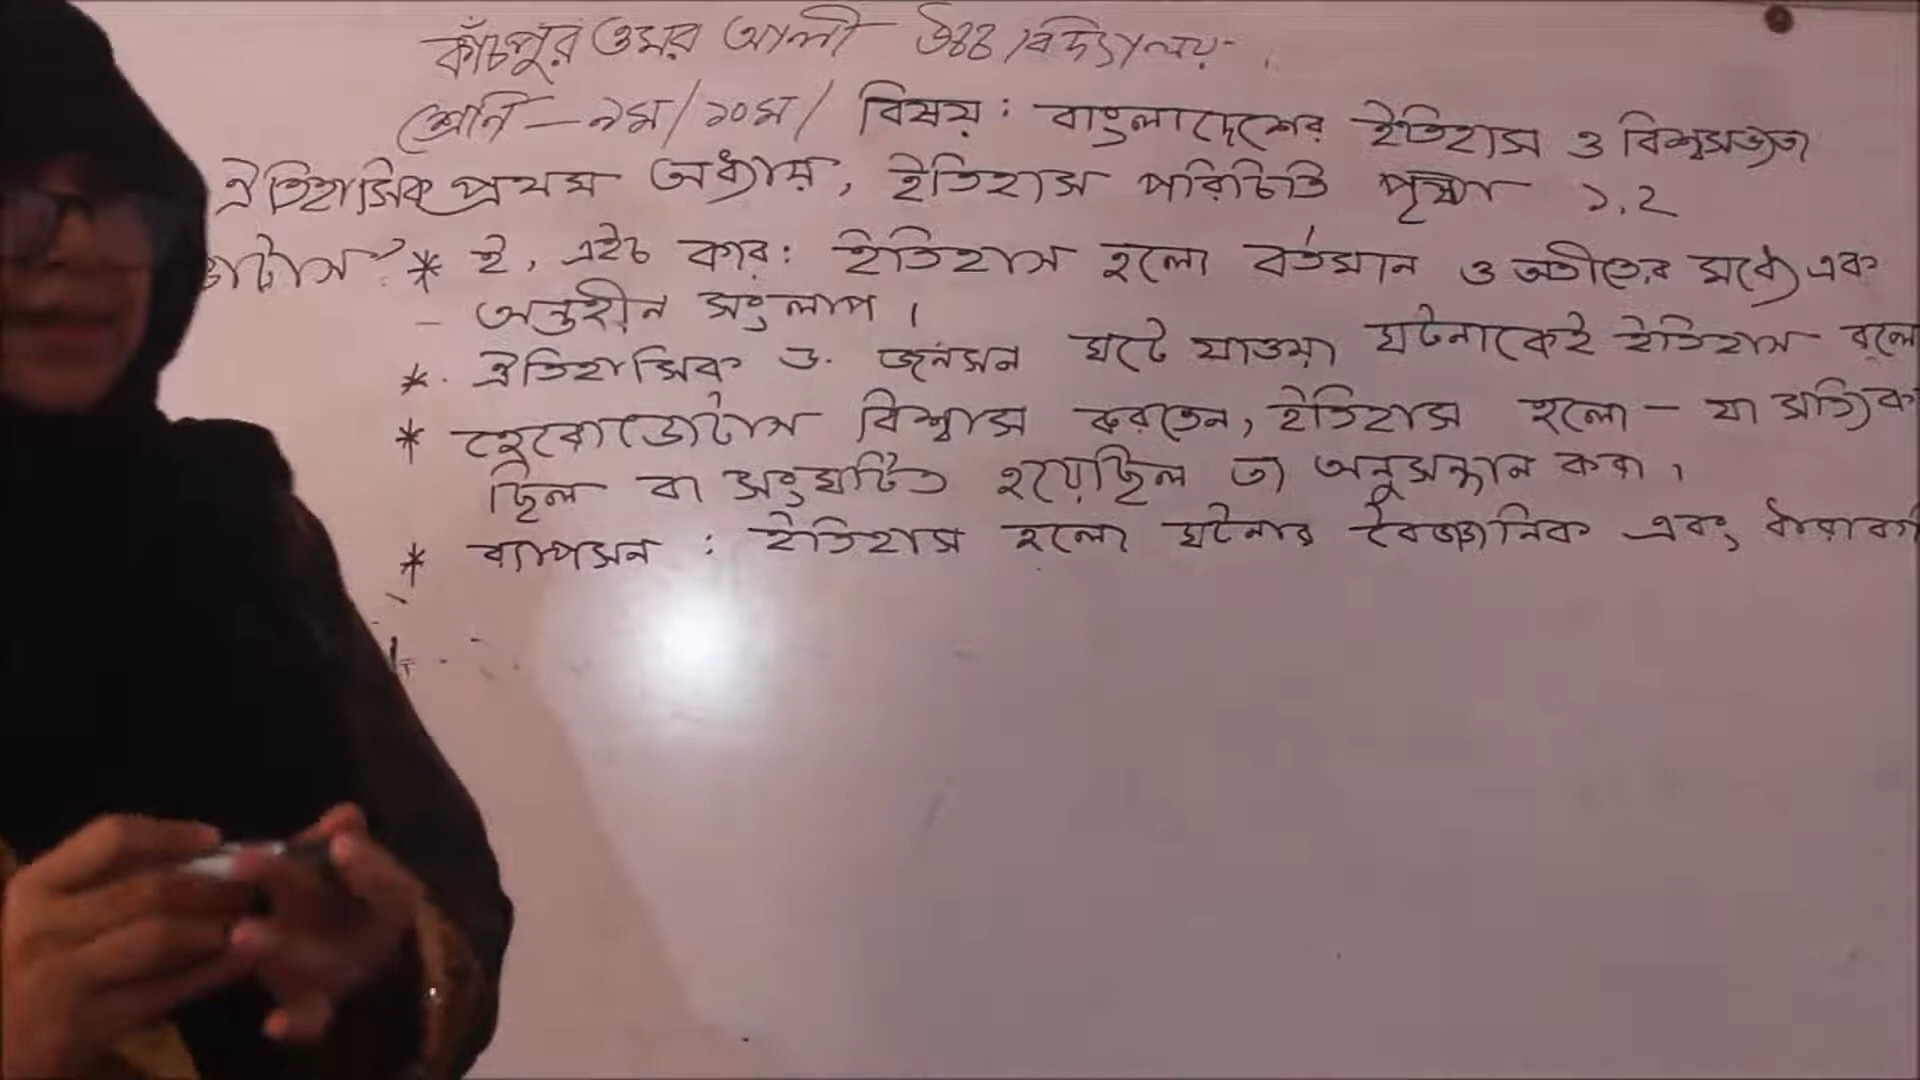 কাঁচপুর ওমর আলী উচ্চ বিদ্যালয়।
শ্রেনি - ৯ম/১০ম/ বিষয়: বাংলাদেশের ইতিহাস ও বিশ্বসভ্যতা
ঐতিহাসিক প্রথম অধ্যায়, ইতিহাস পরিচিতি পৃষ্ঠা ১.২
ডোটাস: * ই, এইচ কার: ইতিহাস হলো বর্তমান ও অতীতের মধ্যে এক
- অন্তহীন সংলাপ।
*. ঐতিহাসিক ড. জনসন ঘটে যাওয়া ঘটনাকেই ইতিহাস বলে
* হেরোডোটাস বিশ্বাস করতেন, ইতিহাস হলো - যা সত্যিকা
ছিল বা সংঘটিত হয়েছিল তা অনুসন্ধান করা।
* ব্যাপসন: ইতিহাস হলো ঘটনার বৈজ্ঞানিক এবং ধারাবা